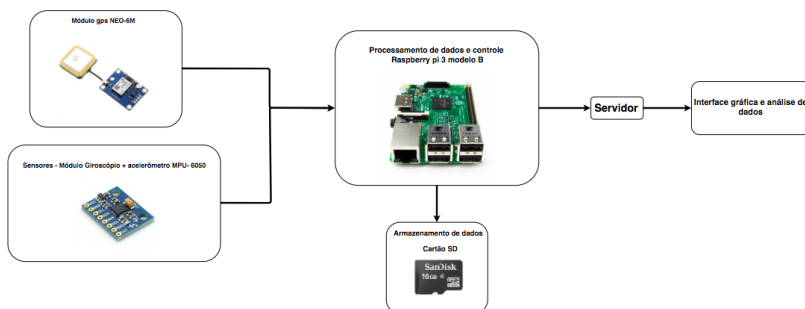 Módulo gps NEO-6M
Sensores - Módulo Giroscópio + acelerômetro MPU- 6050
Processamento de dados e controle
Raspberry pi 3 modelo B
Servidor
Interface gráfica e análise de
dados
Armazenamento de dados
Cartão SD
SanDisk
16GB